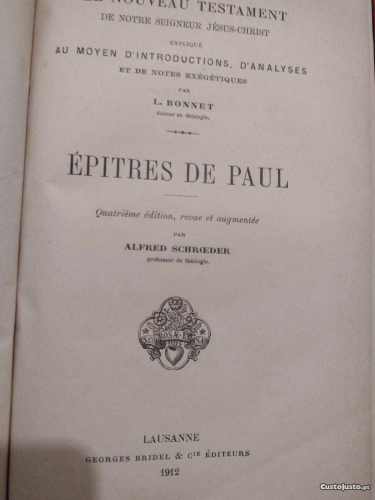 LE NOUVEAU TESTAMENT
DE NOTRE SEIGNEUR JÉSUS-CHRIST
EXPLIQUÉ
AU MOYEN D'INTRODUCTIONS, D'ANALYSES
ET DE NOTES EXÉGÉTIQUES
PAR
L. BONNET
docteur en théologie.
ÉPITRES DE PAUL
Quatrième édition, revue et augmentée
PAR
ALFRED SCHRŒDER
professeur de théologie.
LAUSANNE
GEORGES BRIDEL & Cie ÉDITEURS
1912
CustoJusto.pt